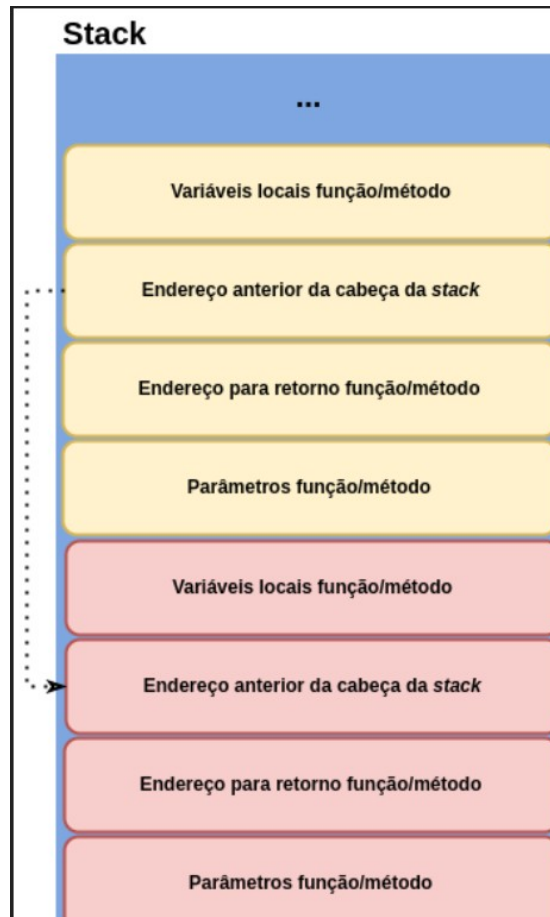 Stack
...
Variáveis locais função/método
Endereço anterior da cabeça da stack
Endereço para retorno função/método
Parâmetros função/método
Variáveis locais função/método
Endereço anterior da cabeça da stack
Endereço para retorno função/método
Parâmetros função/método